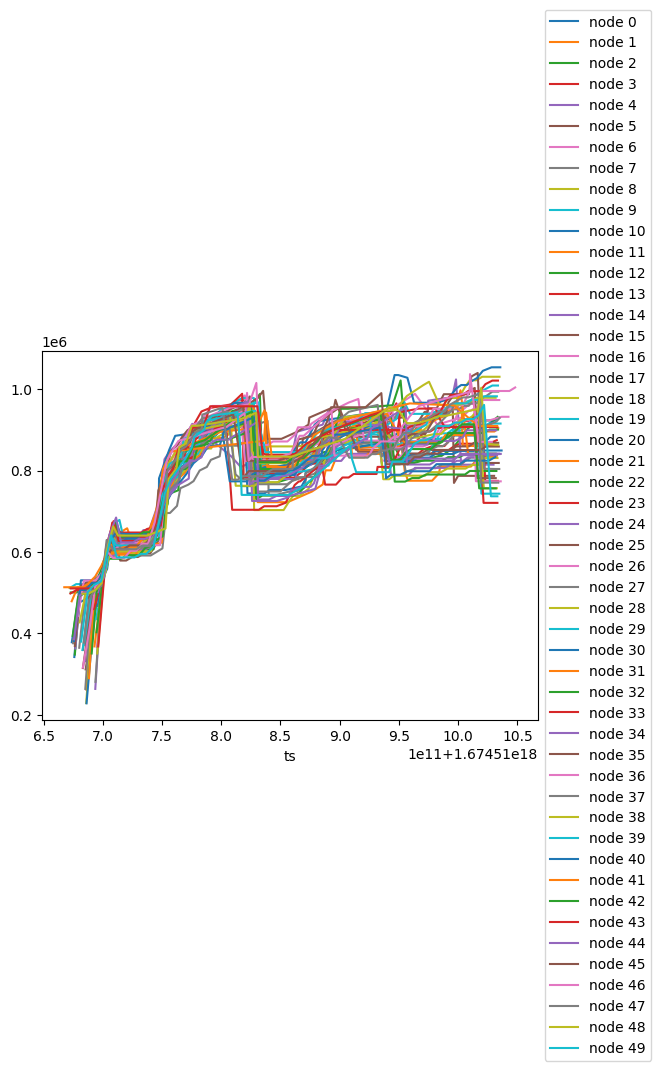 1e6
1.0
0.8
0.6
0.4
0.2
6.5 7.0 7.5 8.0 8.5 9.0 9.5 10.0 10.5
ts
1e11+1.67451e18
node 0
node 1
node 2
node 3
node 4
node 5
node 6
node 7
node 8
node 9
node 10
node 11
node 12
node 13
node 14
node 15
node 16
node 17
node 18
node 19
node 20
node 21
node 22
node 23
node 24
node 25
node 26
node 27
node 28
node 29
node 30
node 31
node 32
node 33
node 34
node 35
node 36
node 37
node 38
node 39
node 40
node 41
node 42
node 43
node 44
node 45
node 46
node 47
node 48
node 49